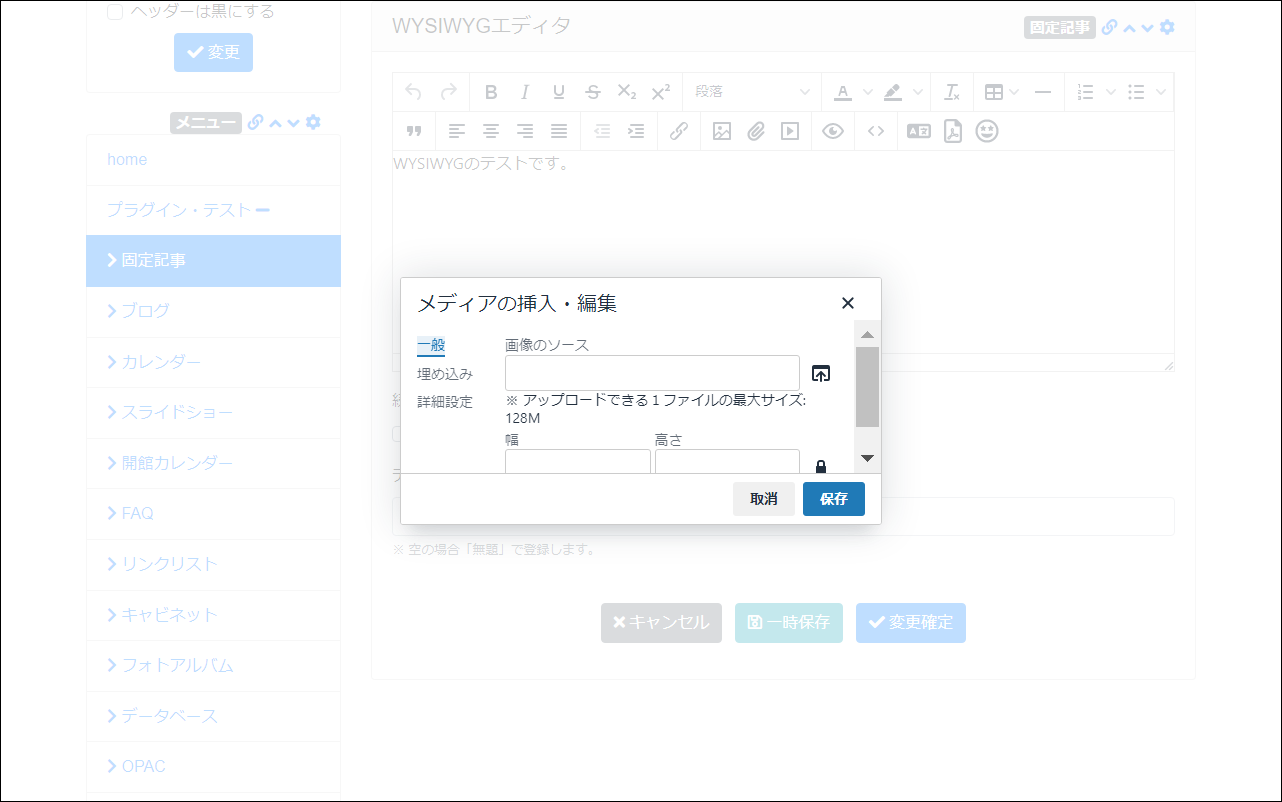 ヘッダーは黒にする
変更
メニュー
home
プラグイン・テスト
固定記事
ブログ
カレンダー
スライドショー
開館カレンダー
FAQ
リンクリスト
キャビネット
フォトアルバム
データベース
OPAC
WYSIWYGエディタ
固定記事
段落
WYSIWYGのテストです。
メディアの挿入・編集
一般
埋め込み
詳細設定
画像のソース
※ アップロードできる１ファイルの最大サイズ:
128M
幅
高さ
取消
保存
※ 空の場合「無題」で登録します。
キャンセル
一時保存
変更確定